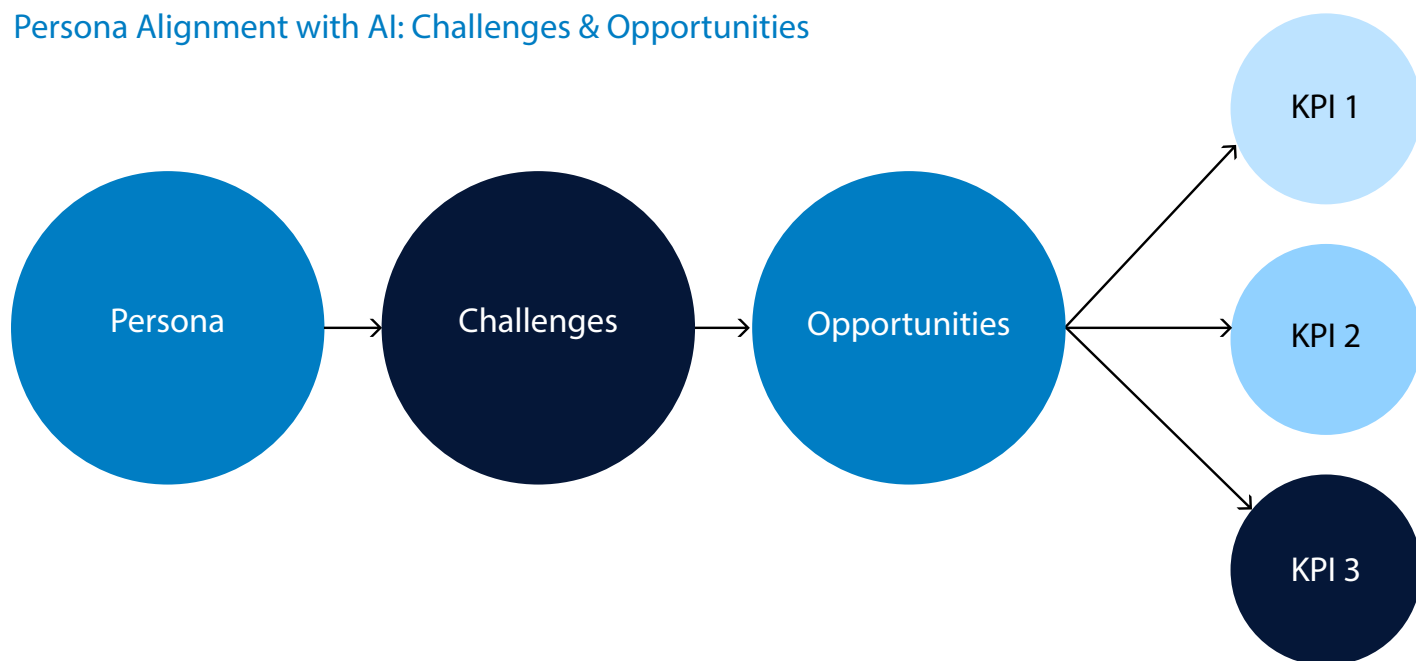 Persona Alignment with AI: Challenges & Opportunities
Persona
Challenges
Opportunities
KPI 1
KPI 2
KPI 3